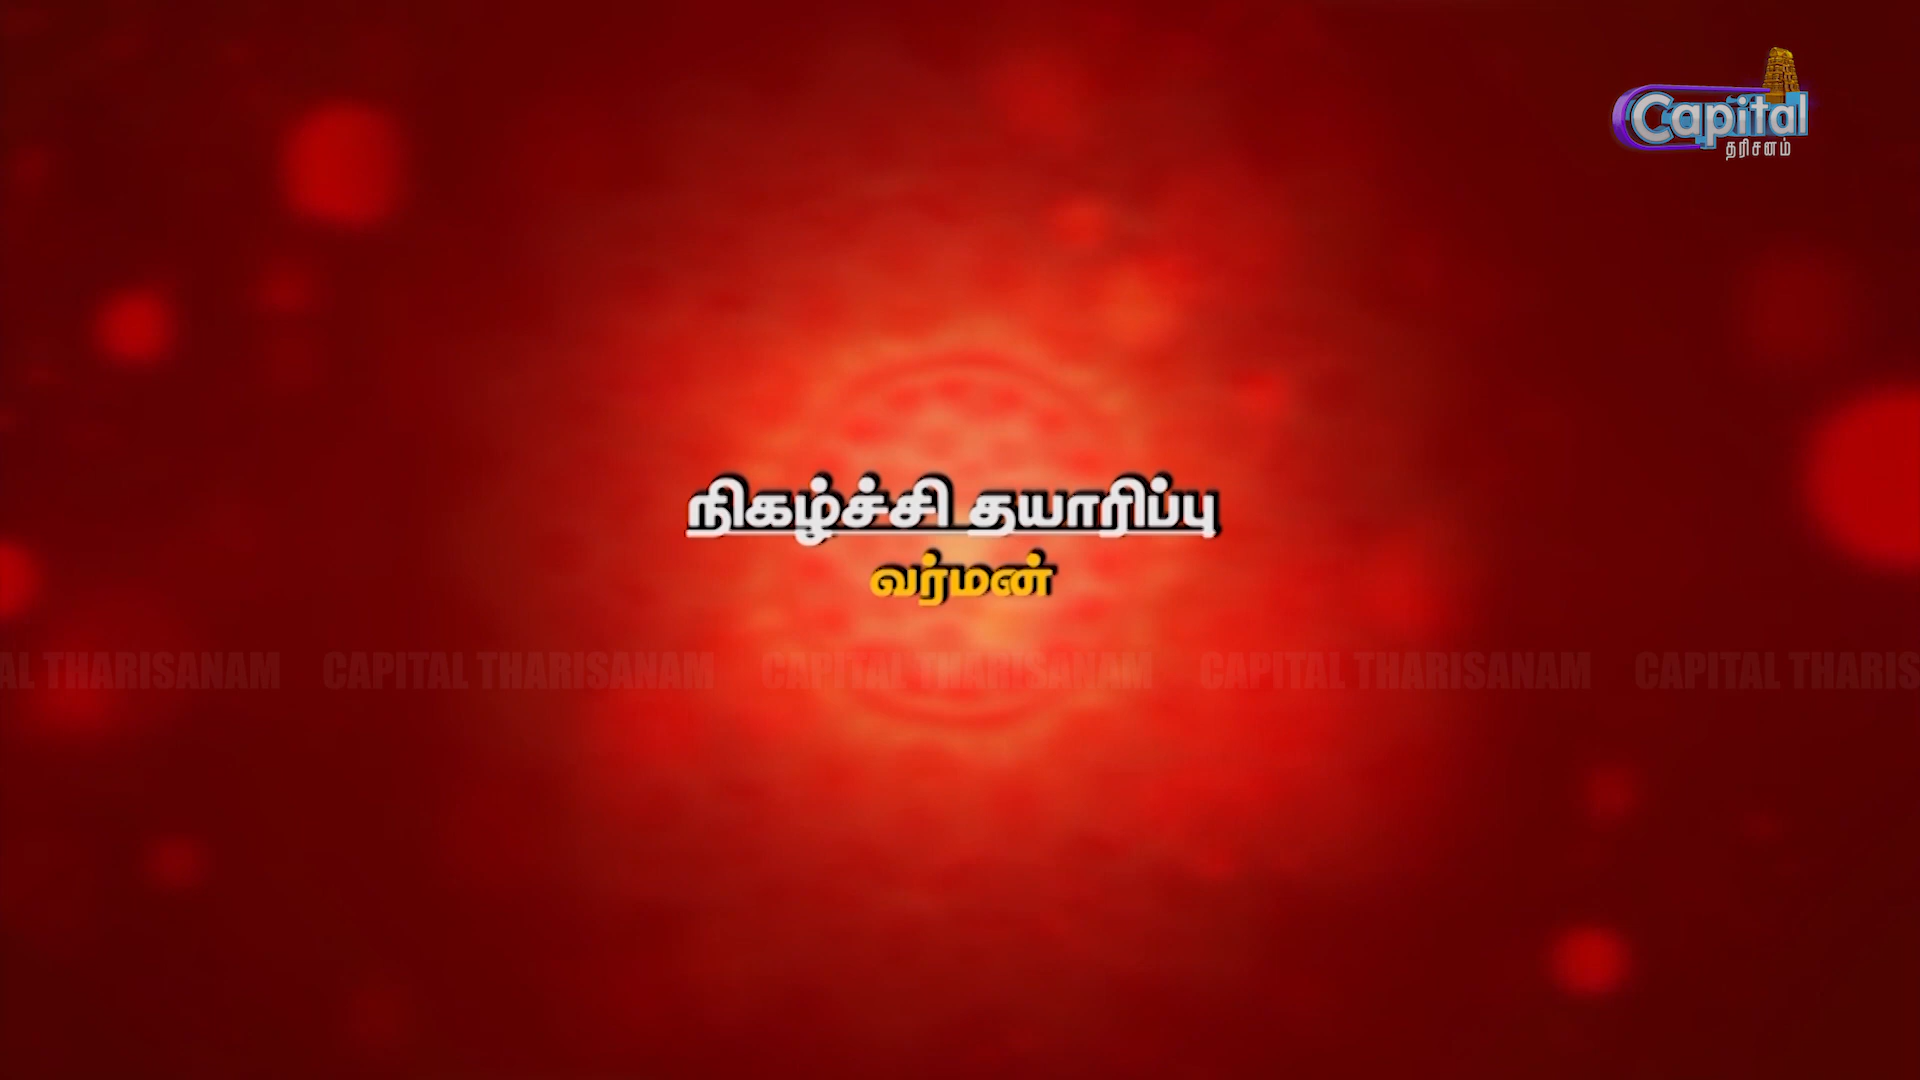 Capital
தரிசனம்
நிகழ்ச்சி தயாரிப்பு
வர்மன்
AL THARISANAM CAPITAL THARISANAM CAPITAL THARISANAM CAPITAL THARISANAM CAPITAL THARIS